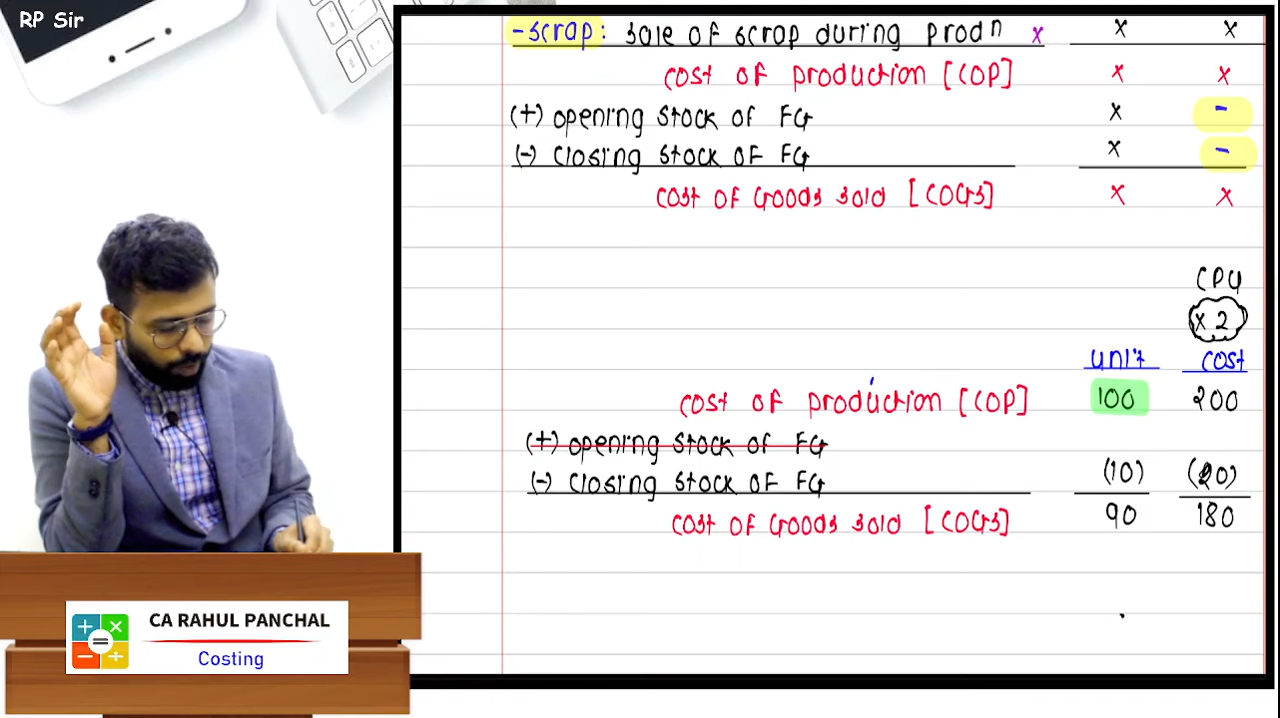 RP Sir
- Scrap: Sale of scrap during prodn x x x
Cost of production [COP] x x
(+) opening stock of FG x -
(-) closing stock of FG x -
Cost of Goods sold [COGS] x x
CPU
x 2
unit cost
Cost of production [COP] 100 200
(+) opening stock of FG
(-) closing stock of FG (10) (20)
Cost of Goods sold [COGS] 90 180
CA RAHUL PANCHAL
Costing